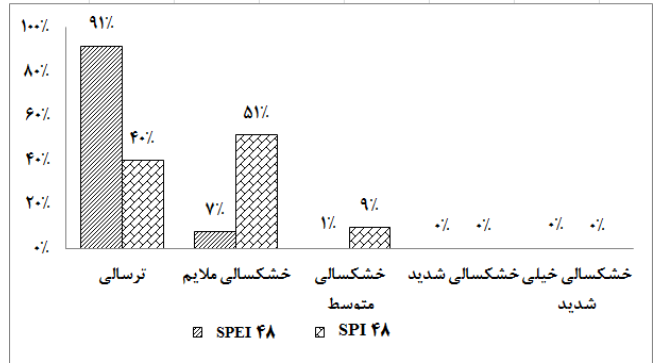 ۱۰۰٪
۸۰٪
۶۰٪
۴۰٪
۲۰٪
۰٪
۹۱٪
۴۰٪
۷٪
۵۱٪
۱٪
۹٪
۰٪
۰٪
۰٪
۰٪
ترسالی
خشکسالی ملایم
خشکسالی
متوسط
خشکسالی شدید
خشکسالی خیلی
شدید
SPEI ۴۸
SPI ۴۸